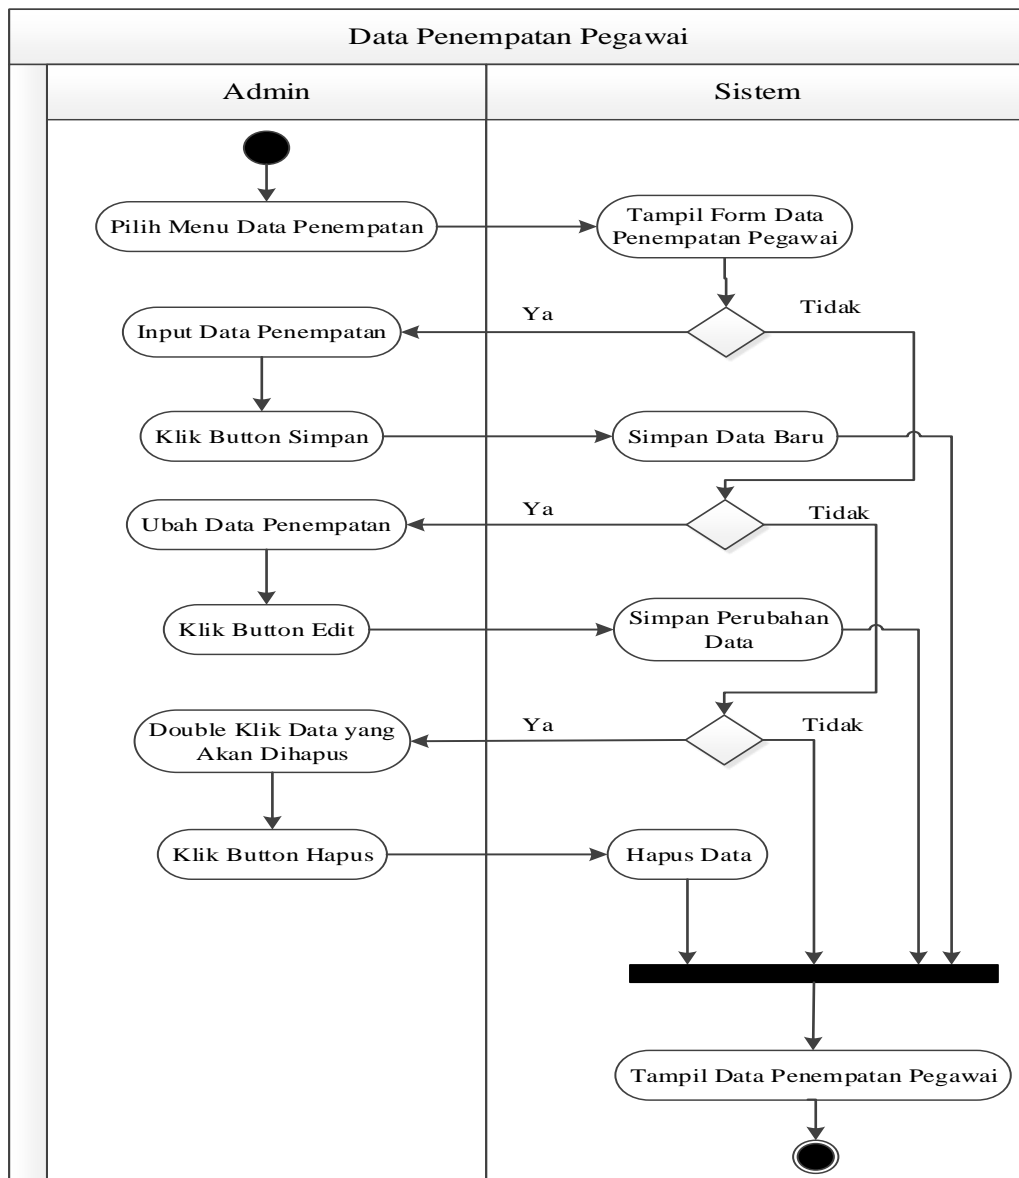 Data Penempatan Pegawai
Admin
Sistem
Pilih Menu Data Penempatan
Tampil Form Data
Penempatan Pegawai
Ya
Tidak
Input Data Penempatan
Klik Button Simpan
Simpan Data Baru
Ya
Tidak
Ubah Data Penempatan
Klik Button Edit
Simpan Perubahan
Data
Ya
Tidak
Double Klik Data yang
Akan Dihapus
Klik Button Hapus
Hapus Data
Tampil Data Penempatan Pegawai